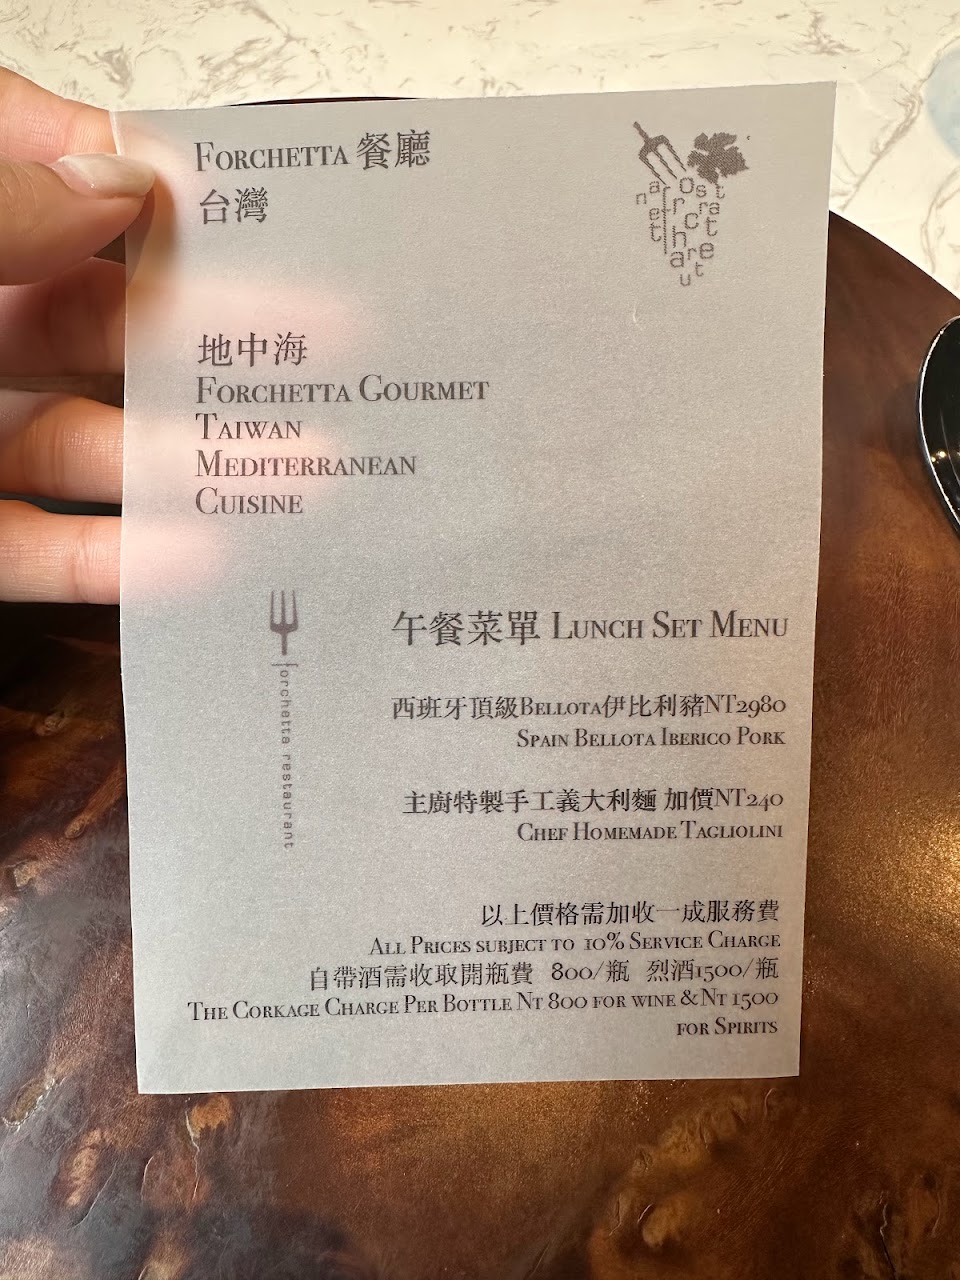 FORCHETTA 餐廳
台灣
地中海
FORCHETTA GOURMET
TAIWAN
MEDITERRANEAN
CUISINE
forchetta restaurant
午餐菜單 LUNCH SET MENU
西班牙頂級BELLOTA伊比利豬NT2980
SPAIN BELLOTA IBERICO PORK
主廚特製手工義大利麵 加價NT240
CHEF HOMEMADE TAGLIOLINI
以上價格需加收一成服務費
ALL PRICES SUBJECT TO 10% SERVICE CHARGE
自帶酒需收取開瓶費 800/瓶 烈酒1500/瓶
THE CORKAGE CHARGE PER BOTTLE NT 800 FOR WINE & NT 1500
FOR SPIRITS